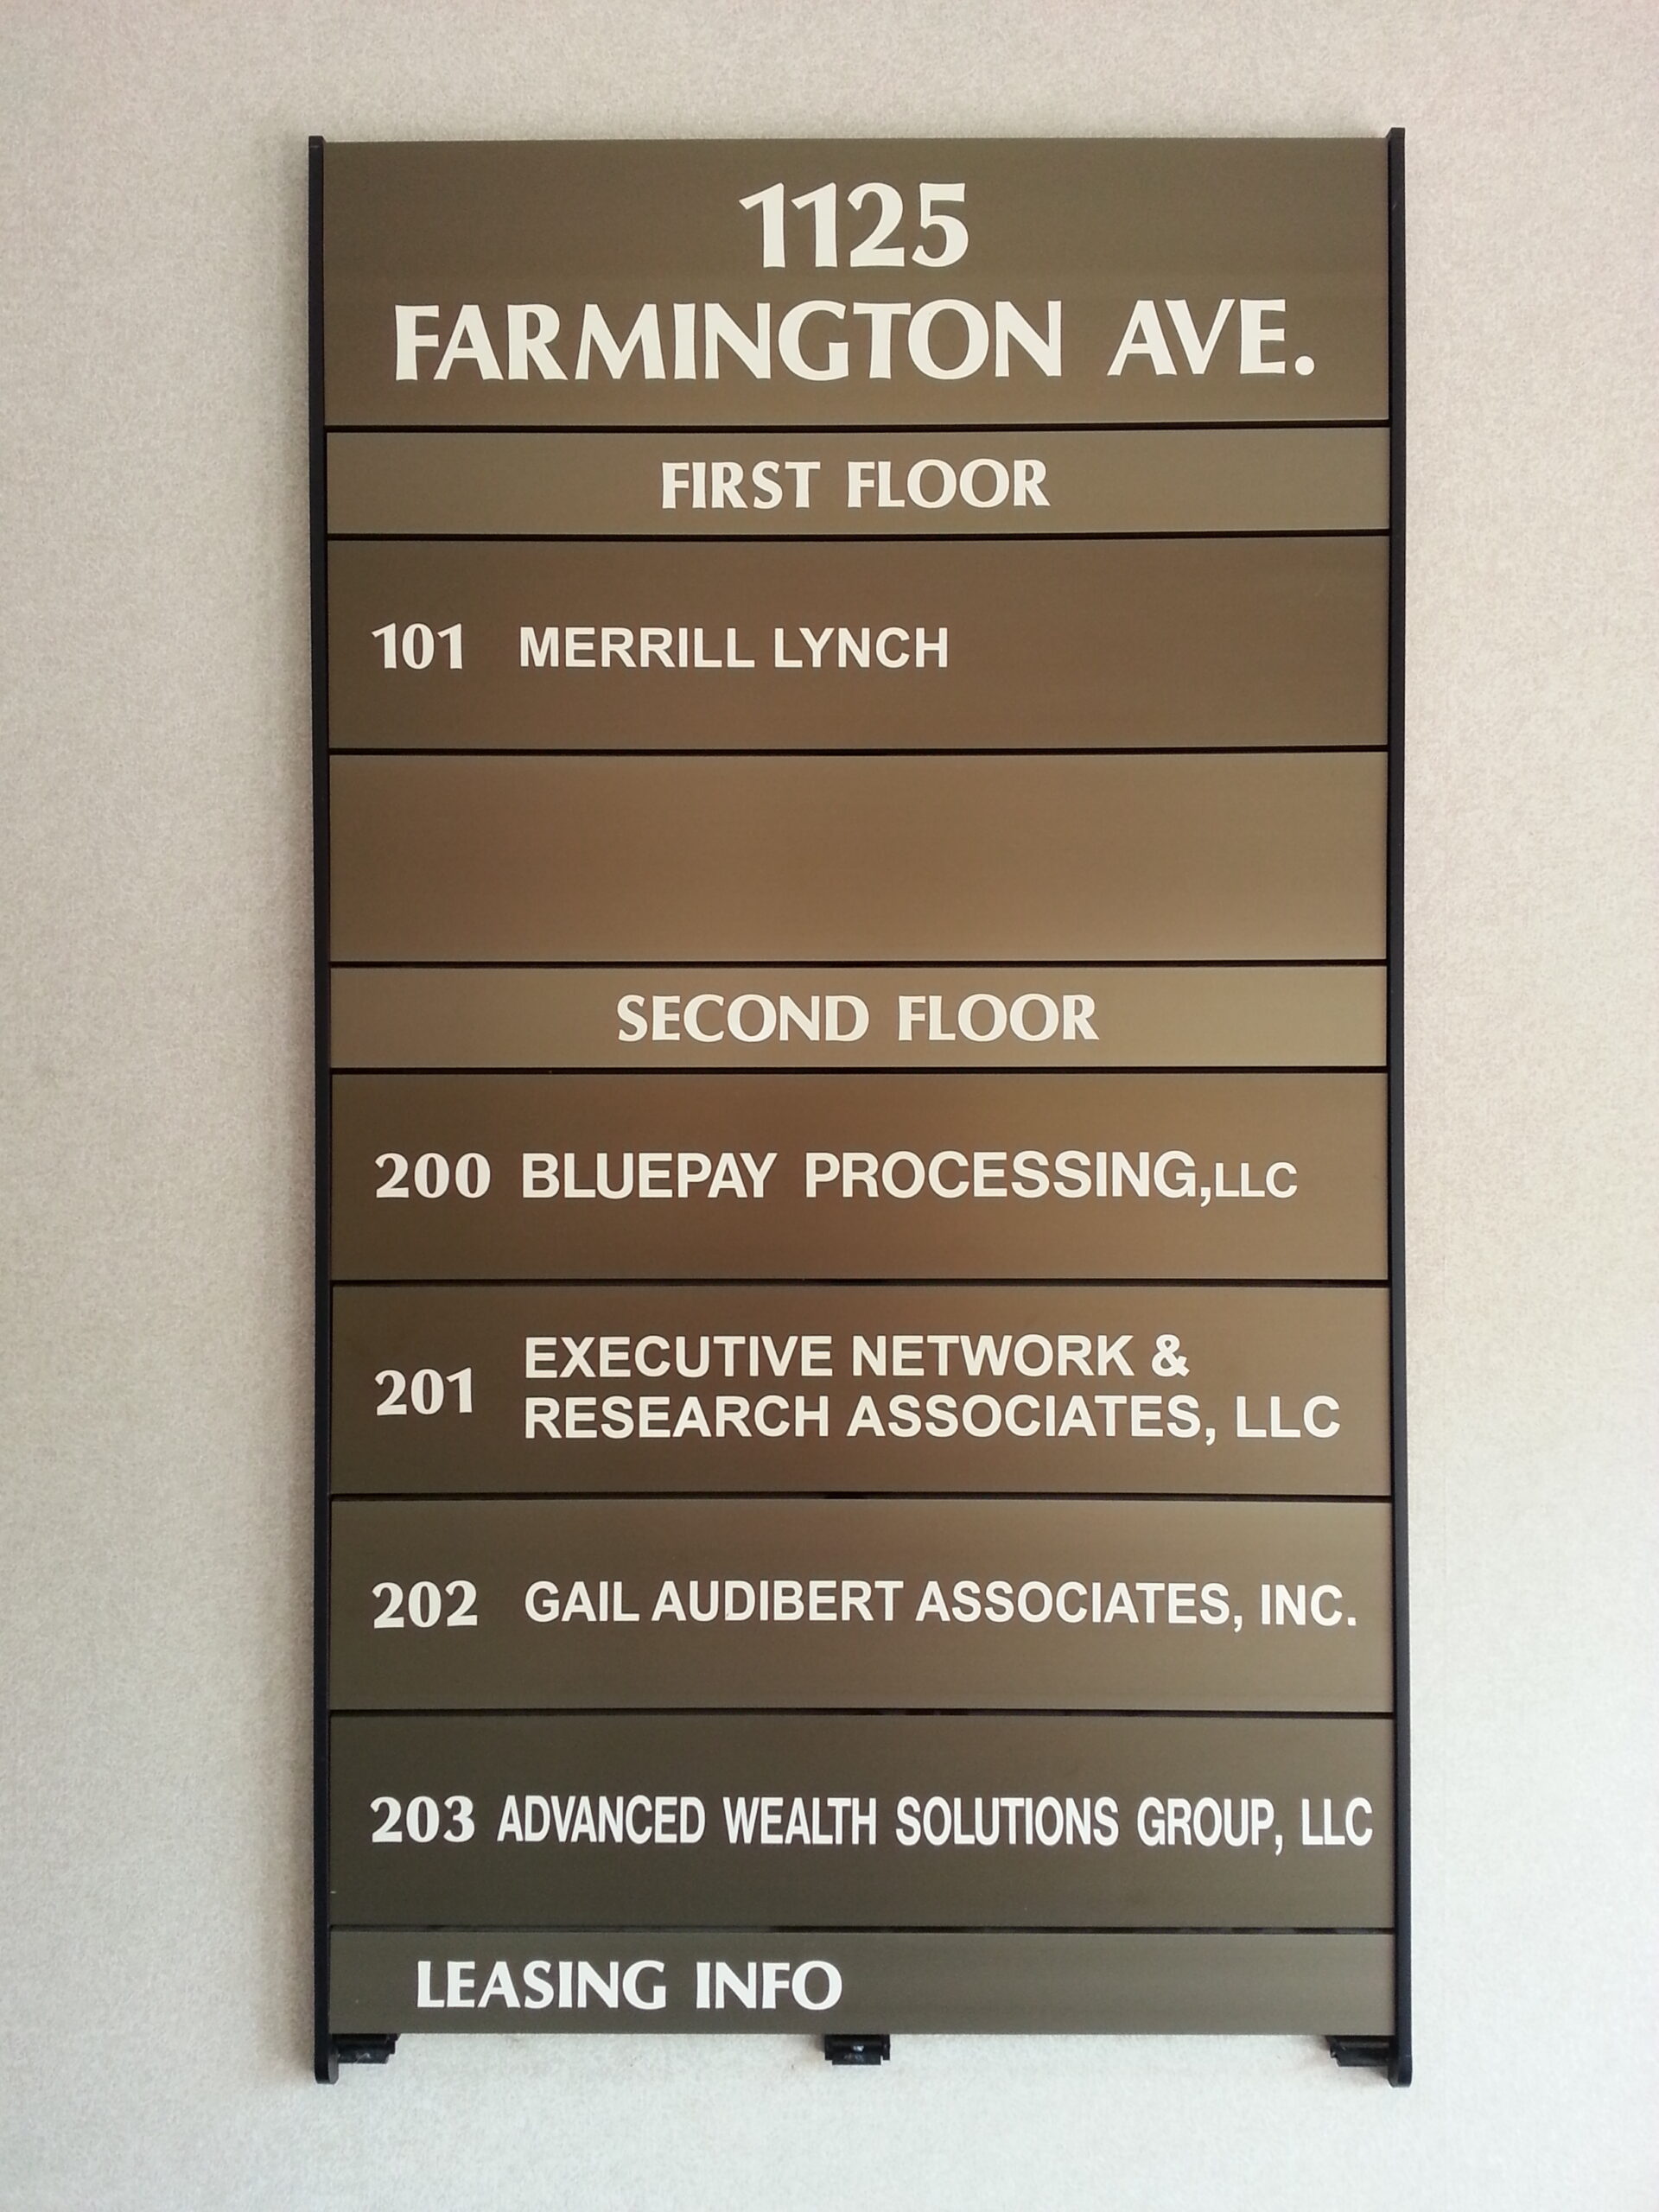 1125
FARMINGTON AVE.
FIRST FLOOR
101 MERRILL LYNCH
SECOND FLOOR
200 BLUEPAY PROCESSING,LLC
201 EXECUTIVE NETWORK &
RESEARCH ASSOCIATES, LLC
202 GAIL AUDIBERT ASSOCIATES, INC.
203 ADVANCED WEALTH SOLUTIONS GROUP, LLC
LEASING INFO